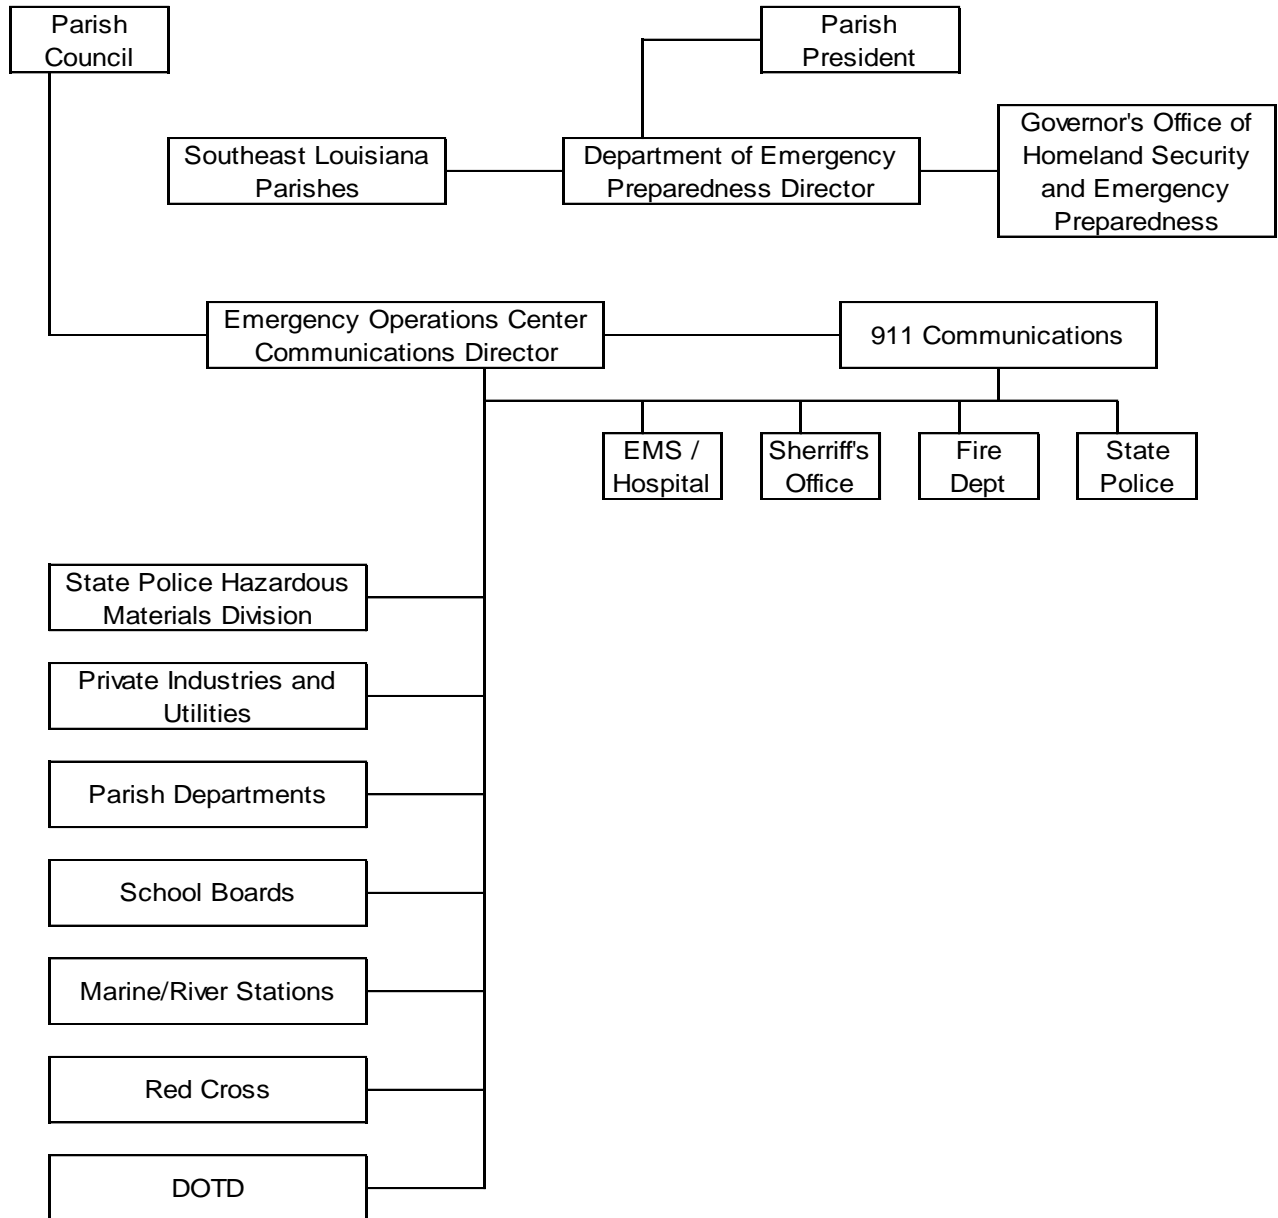 Parish
Council
Parish
President
Southeast Louisiana
Parishes
Department of Emergency
Preparedness Director
Governor's Office of
Homeland Security
and Emergency
Preparedness
Emergency Operations Center
Communications Director
911 Communications
EMS /
Hospital
Sherriff's
Office
Fire
Dept
State
Police
State Police Hazardous
Materials Division
Private Industries and
Utilities
Parish Departments
School Boards
Marine/River Stations
Red Cross
DOTD